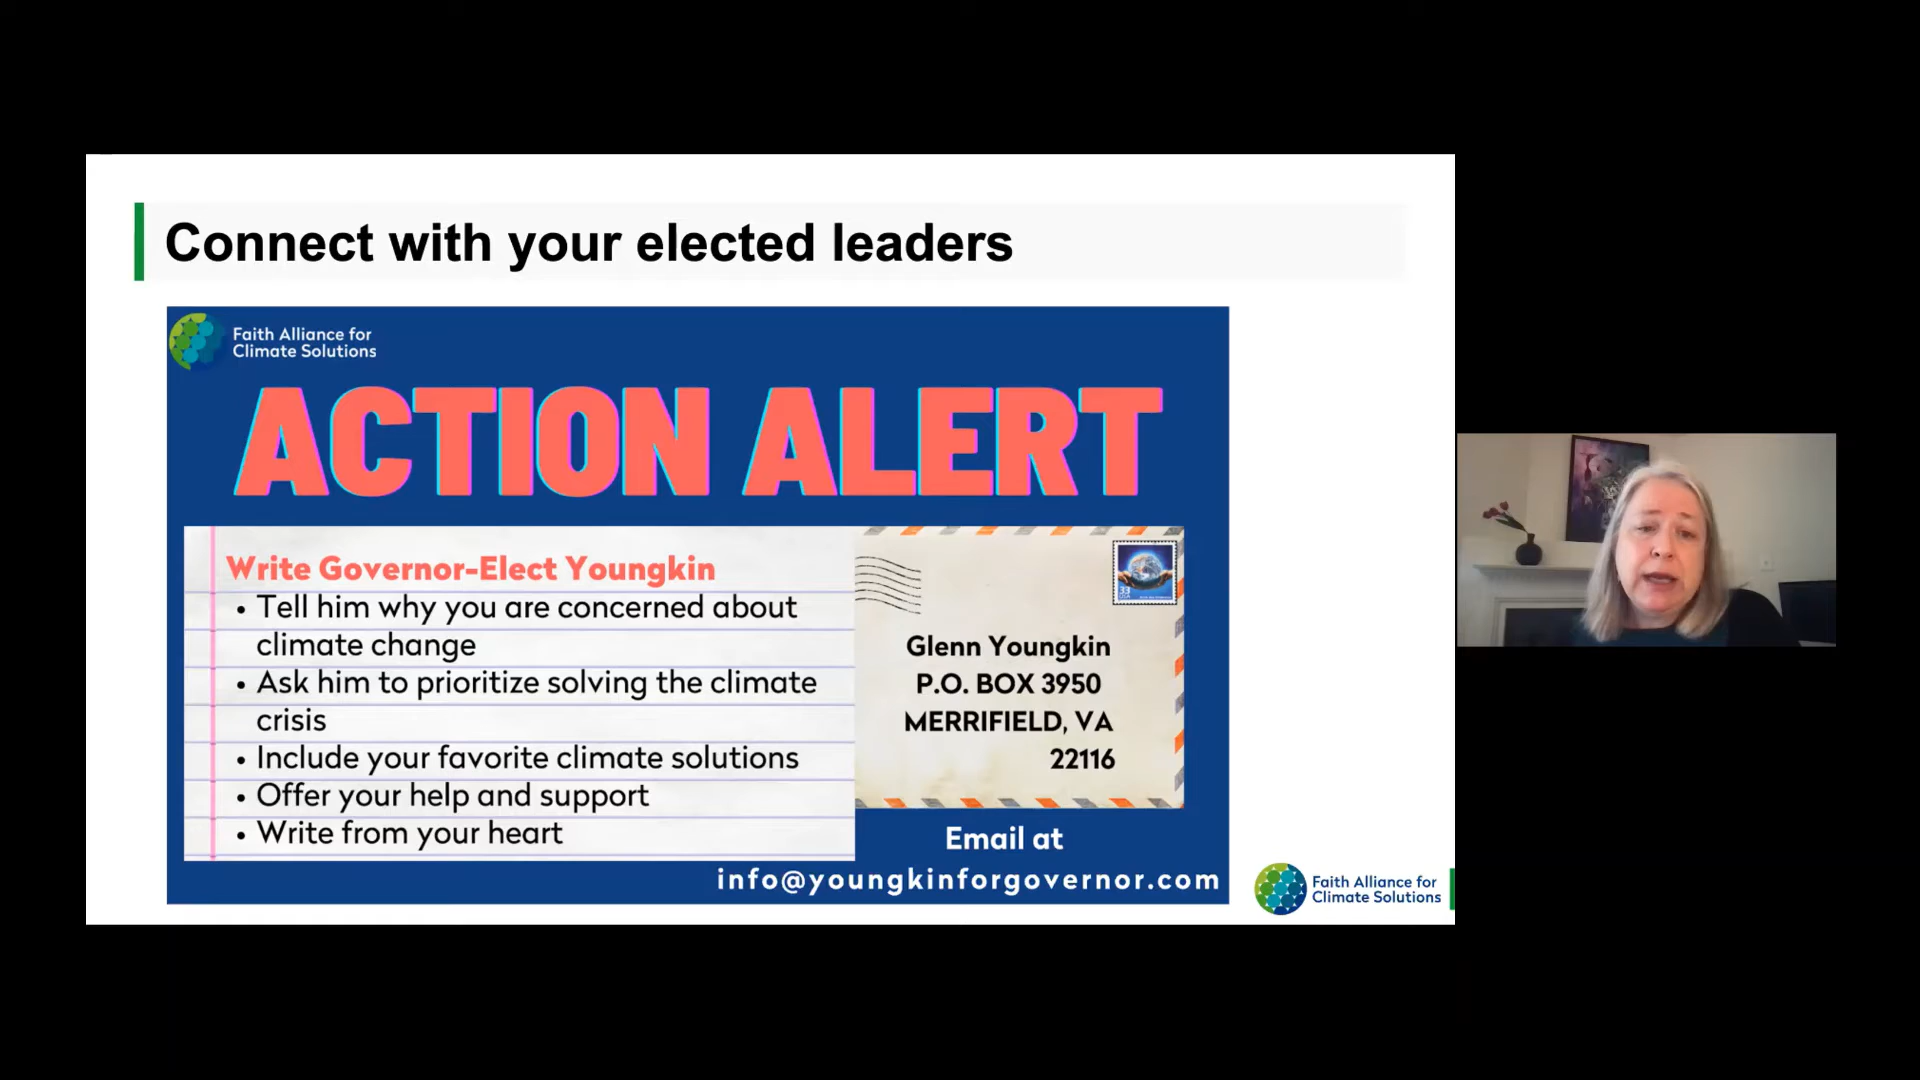 Connect with your elected leaders
Faith Alliance for
Climate Solutions
ACTION ALERT
Write Governor-Elect Youngkin
• Tell him why you are concerned about
climate change
• Ask him to prioritize solving the climate
crisis
• Include your favorite climate solutions
• Offer your help and support
• Write from your heart
33
USA
Glenn Youngkin
P.O. BOX 3950
MERRIFIELD, VA
22116
Email at
info@youngkinforgovernor.com
Faith Alliance for
Climate Solutions